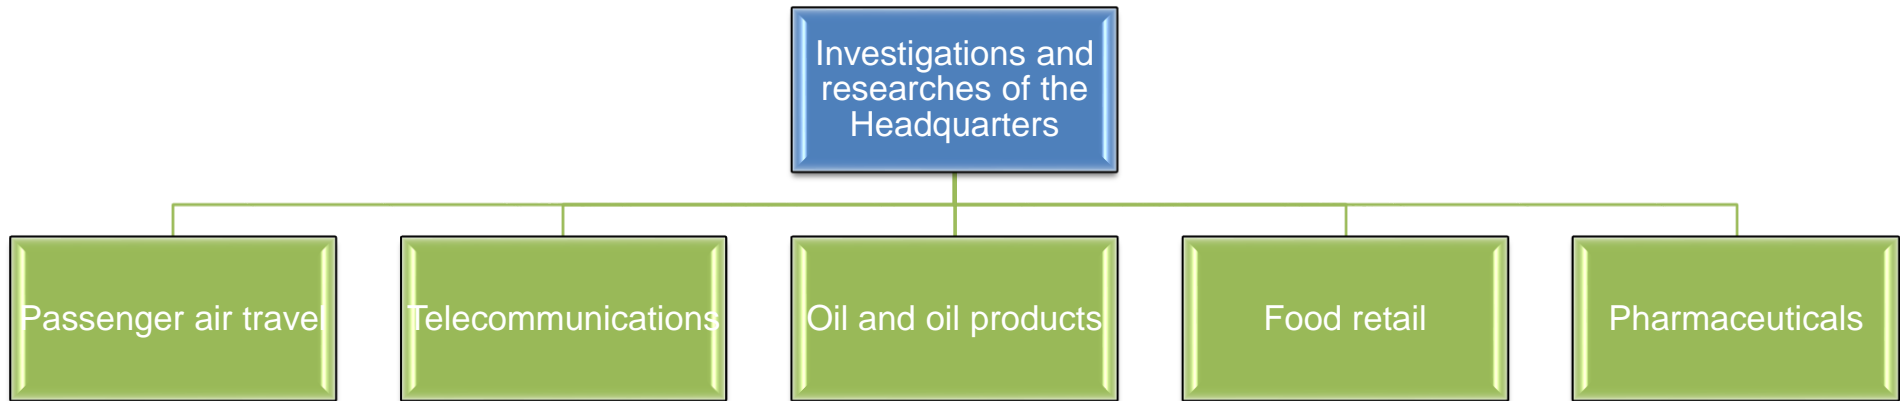 Investigations and
researches of the
Headquarters
Passenger air travel
Telecommunications
Oil and oil products
Food retail
Pharmaceuticals